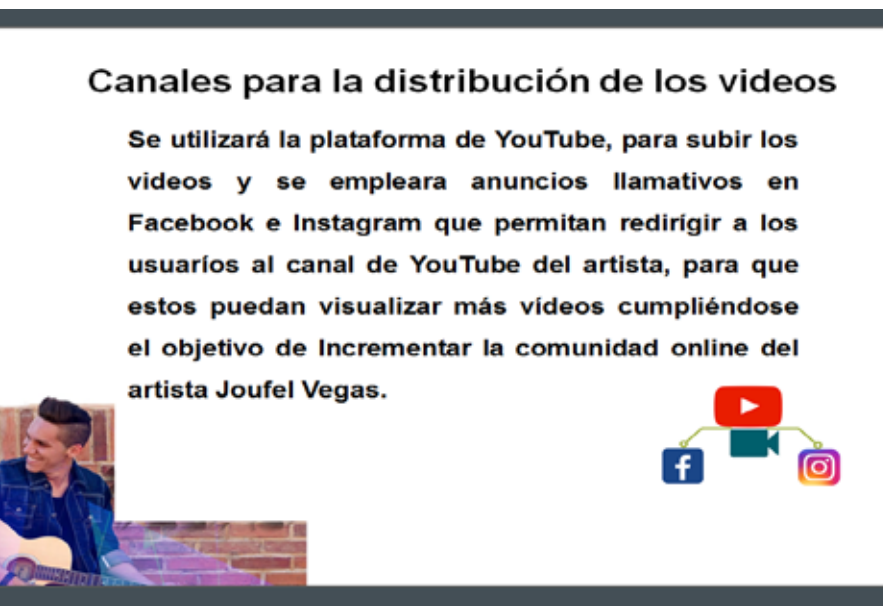 Canales para la distribución de los videos
Se utilizará la plataforma de YouTube, para subir los
videos y se empleara anuncios llamativos en
Facebook e Instagram que permitan redirígir a los
usuaríos al canal de YouTube del artista, para que
estos puedan visualizar más vídeos cumpliéndose
el objetivo de Incrementar la comunidad online del
artista Joufel Vegas.